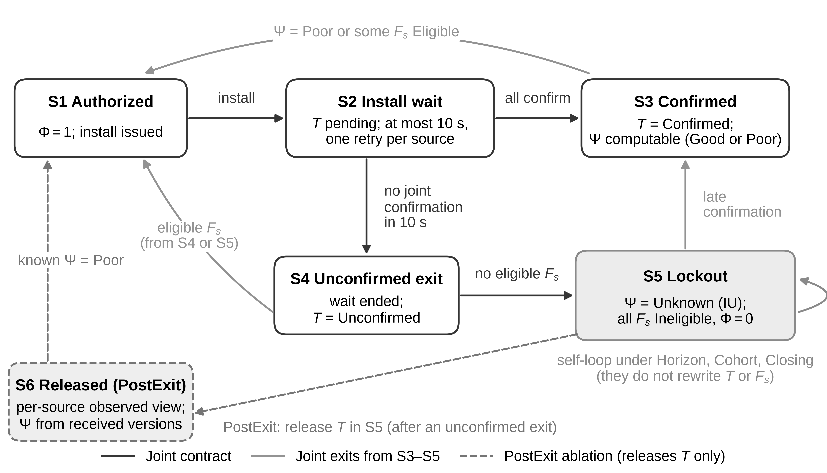 Ψ = Poor or some Fₛ Eligible
S1 Authorized
Φ = 1; install issued
install
S2 Install wait
T pending; at most 10 s,
one retry per source
all confirm
S3 Confirmed
T = Confirmed;
Ψ computable (Good or Poor)
no joint
confirmation
in 10 s
late
confirmation
eligible Fₛ
(from S4 or S5)
known Ψ = Poor
S4 Unconfirmed exit
wait ended;
T = Unconfirmed
no eligible Fₛ
S5 Lockout
Ψ = Unknown (IU);
all Fₛ Ineligible, Φ = 0
self-loop under Horizon, Cohort, Closing
(they do not rewrite T or Fₛ)
S6 Released (PostExit)
per-source observed view;
Ψ from received versions
PostExit: release T in S5 (after an unconfirmed exit)
Joint contract
Joint exits from S3–S5
PostExit ablation (releases T only)